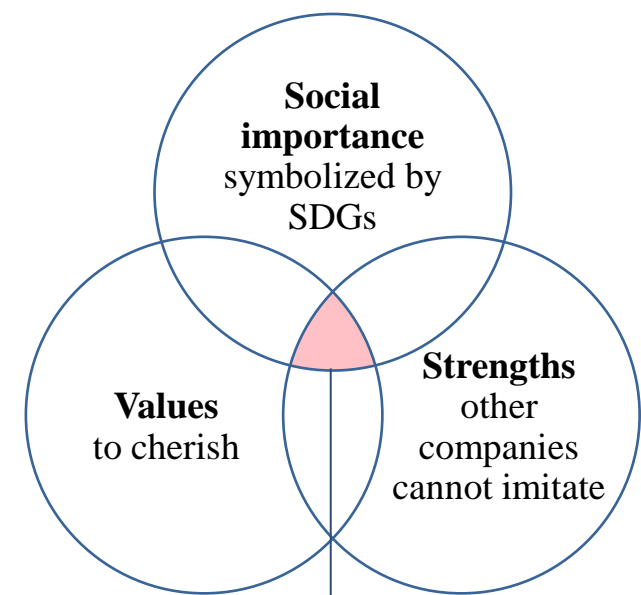 Social
importance
symbolized by
SDGs
Values
to cherish
Strengths
other
companies
cannot imitate